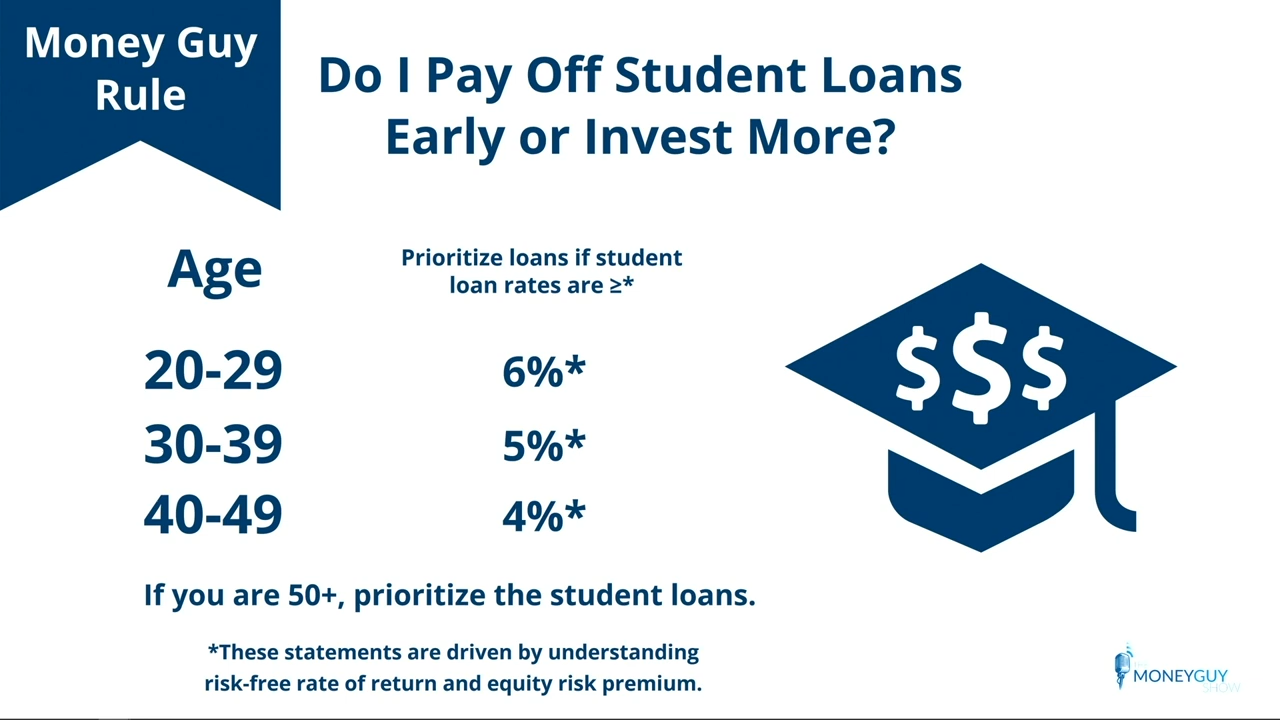 Money Guy
Rule
Do I Pay Off Student Loans
Early or Invest More?
Age
Prioritize loans if student
loan rates are ≥*
20-29
6%*
30-39
5%*
40-49
4%*
If you are 50+, prioritize the student loans.
*These statements are driven by understanding
risk-free rate of return and equity risk premium.
$$$
MONEYGUY
SHOW